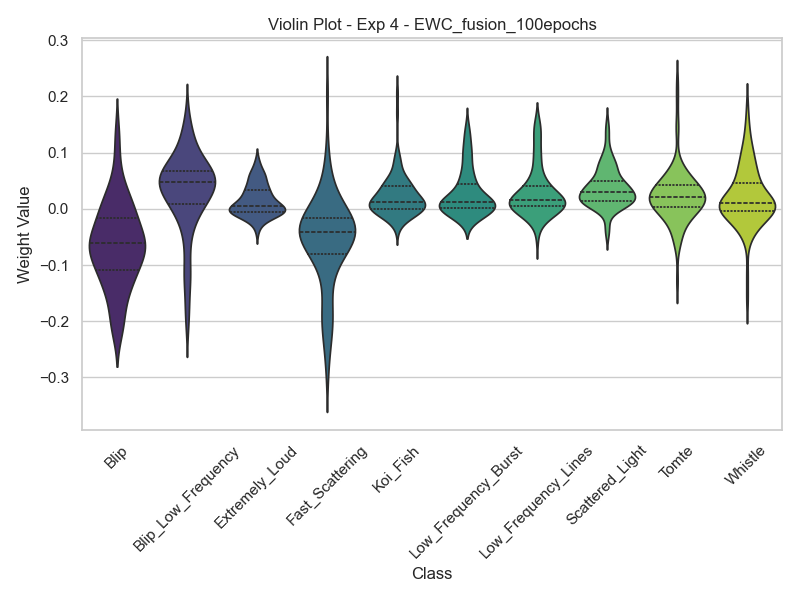 Violin Plot - Exp 4 - EWC_fusion_100epochs
0.3
0.2
0.1
0.0
−0.1
−0.2
−0.3
Weight Value
Blip
Blip_Low_Frequency
Extremely_Loud
Fast_Scattering
Koi_Fish
Low_Frequency_Burst
Low_Frequency_Lines
Scattered_Light
Tomte
Whistle
Class